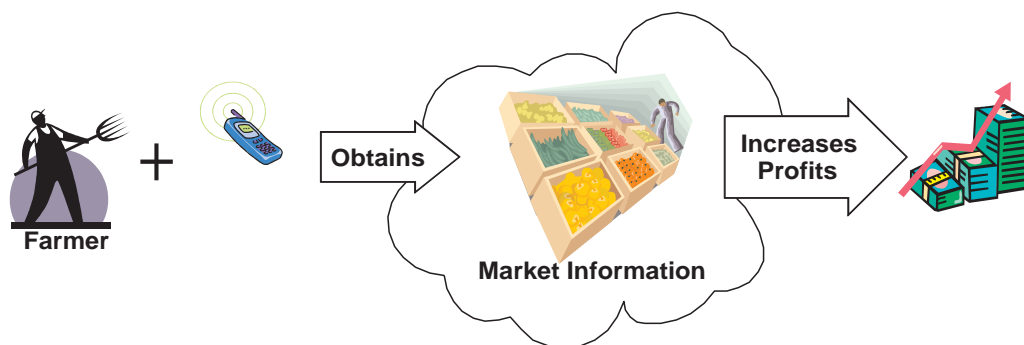 Farmer
Obtains
Market Information
Increases
Profits